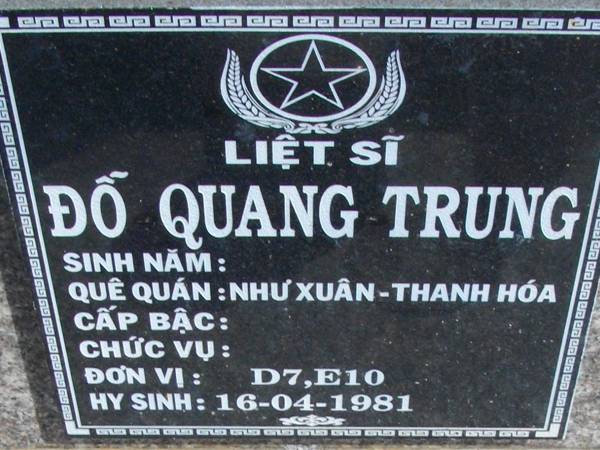 LIỆT SĨ
ĐỖ QUANG TRUNG
SINH NĂM :
QUÊ QUÁN : NHƯ XUÂN - THANH HÓA
CẤP BẬC :
CHỨC VỤ :
ĐƠN VỊ : D7,E10
HY SINH : 16-04-1981